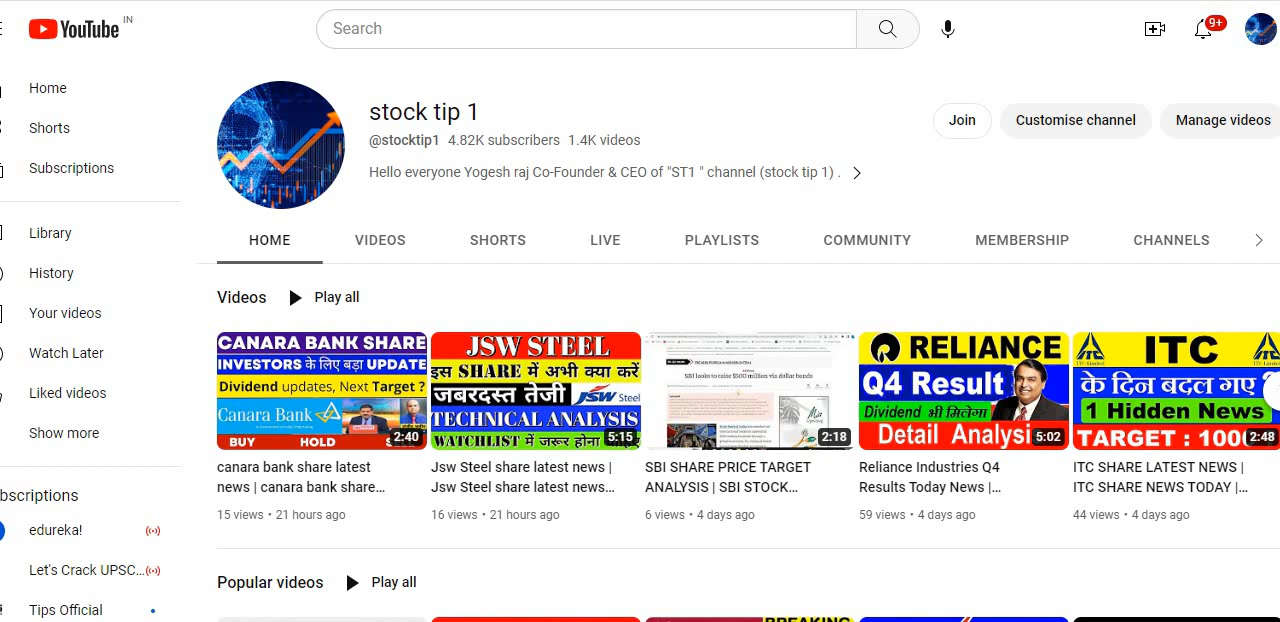 YouTube IN
Search
9+
Home
Shorts
Subscriptions
Library
History
Your videos
Watch Later
Liked videos
Show more
bscriptions
edureka!
Let's Crack UPSC...
Tips Official
stock tip 1
@stocktip1 4.82K subscribers 1.4K videos
Hello everyone Yogesh raj Co-Founder & CEO of "ST1 " channel (stock tip 1) .
Join
Customise channel
Manage videos
HOME VIDEOS SHORTS LIVE PLAYLISTS COMMUNITY MEMBERSHIP CHANNELS
Videos
Play all
CANARA BANK SHARE
INVESTORS के लिए बड़ा UPDATE
Dividend updates, Next Target ?
Canara Bank
BUY HOLD S
2:40
canara bank share latest
news | canara bank share...
15 views • 21 hours ago
JSW STEEL
इस SHARE में अभी क्या करें
जबरदस्त तेजी JSW Steel
TECHNICAL ANALYSIS
WATCHLIST में जरूर होना
5:15
Jsw Steel share latest news |
Jsw Steel share latest news...
16 views • 21 hours ago
SBI looks to raise $500 million via dollar
bonds
2:18
SBI SHARE PRICE TARGET
ANALYSIS | SBI STOCK...
6 views • 4 days ago
RELIANCE
Q4 Result
Dividend भी मिलेगा
Detail Analysi
5:02
Reliance Industries Q4
Results Today News |...
59 views • 4 days ago
ITC
ITC Limited
के दिन बदल गए ?
1 Hidden News
TARGET : 100
2:48
ITC SHARE LATEST NEWS |
ITC SHARE NEWS TODAY |...
44 views • 4 days ago
Popular videos
Play all
BREAKING